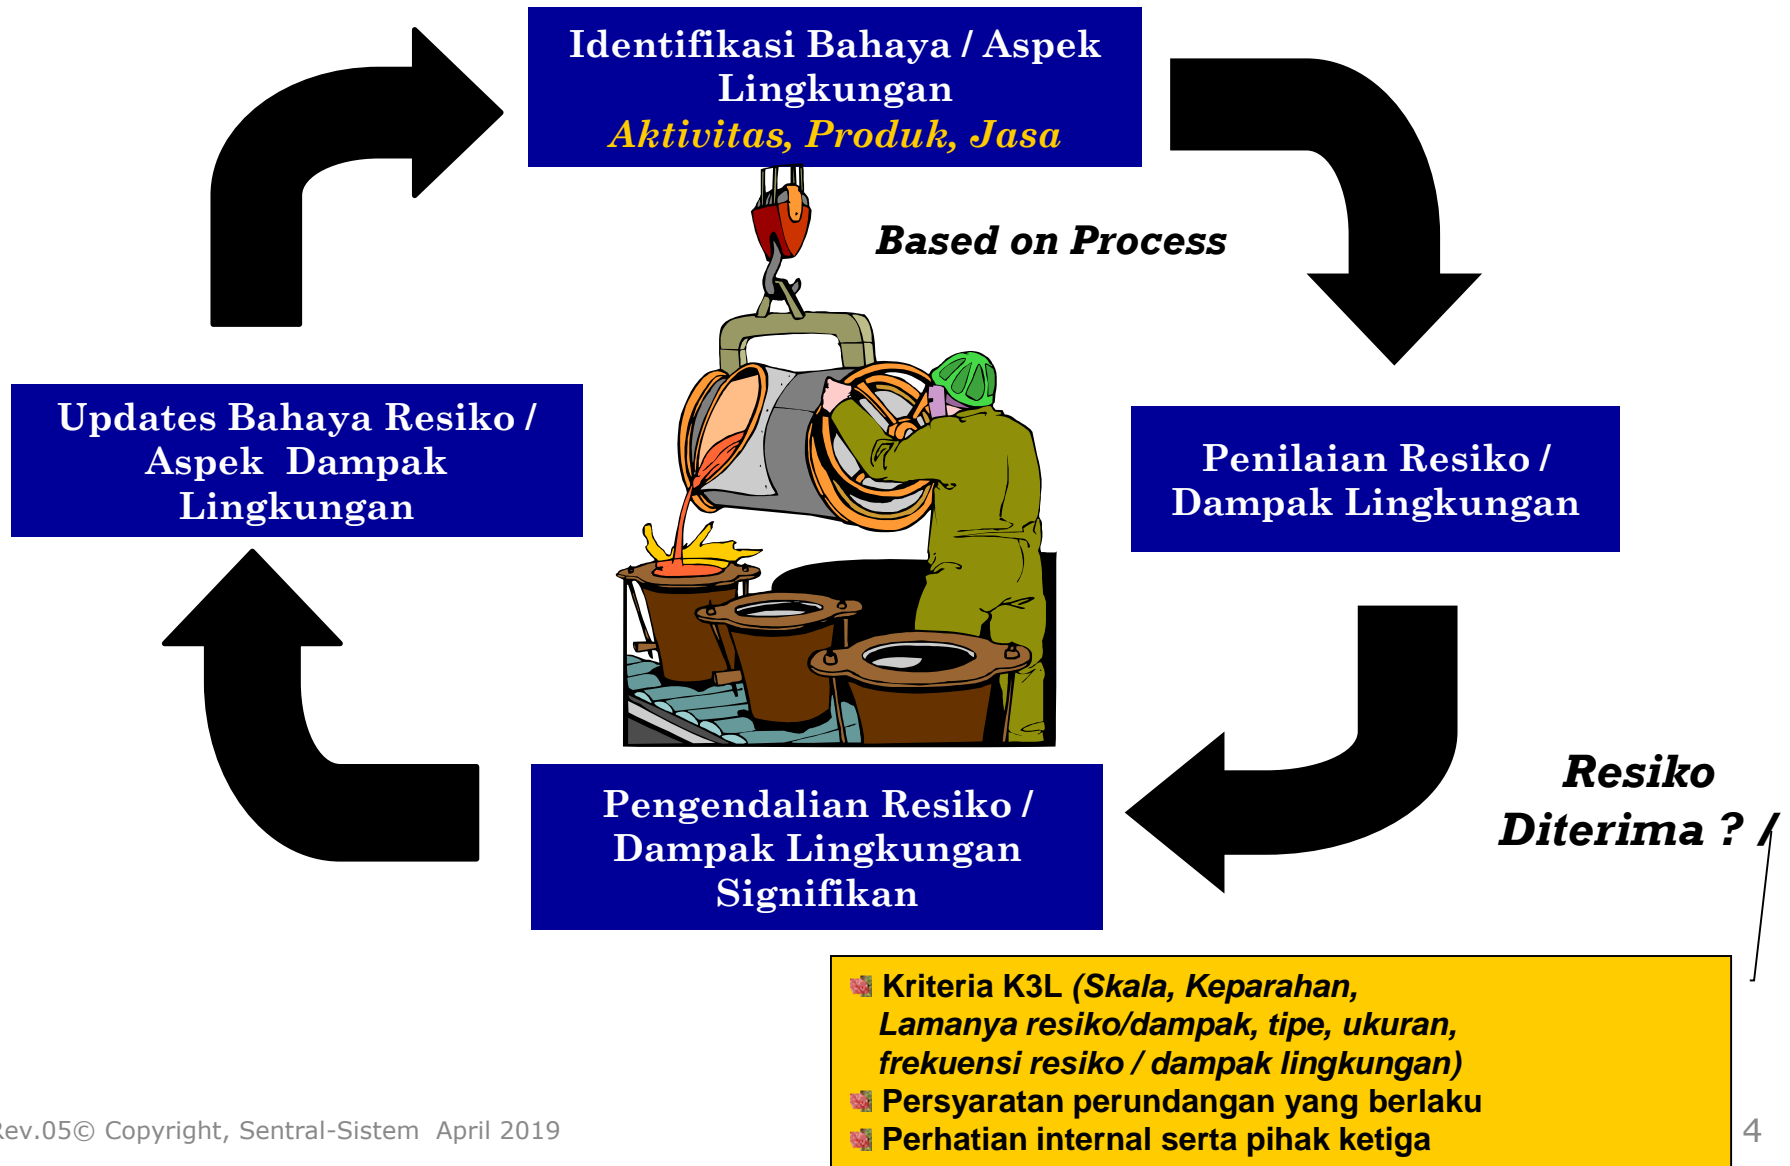 Identifikasi Bahaya / Aspek
Lingkungan
Aktivitas, Produk, Jasa
Based on Process
Updates Bahaya Resiko /
Aspek Dampak
Lingkungan
Penilaian Resiko /
Dampak Lingkungan
Pengendalian Resiko /
Dampak Lingkungan
Signifikan
Resiko
Diterima ? /
Kriteria K3L (Skala, Keparahan,
Lamanya resiko/dampak, tipe, ukuran,
frekuensi resiko / dampak lingkungan)
Persyaratan perundangan yang berlaku
Perhatian internal serta pihak ketiga
Rev.05© Copyright, Sentral-Sistem April 2019
4